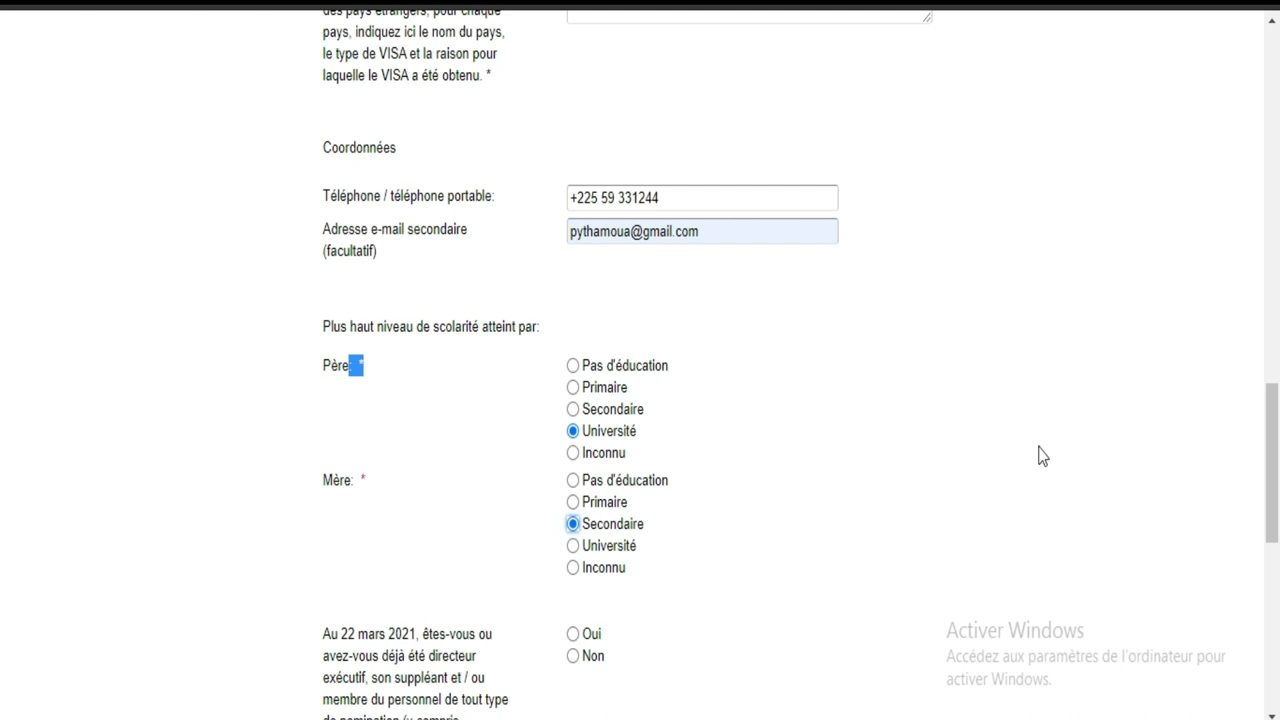 des pays étrangers, pour chaque
pays, indiquez ici le nom du pays,
le type de VISA et la raison pour
laquelle le VISA a été obtenu. *
Coordonnées
Téléphone / téléphone portable: +225 59 331244
Adresse e-mail secondaire pythamoua@gmail.com
(facultatif)
Plus haut niveau de scolarité atteint par:
Père: * Pas d'éducation
Primaire
Secondaire
Université
Inconnu
Mère: * Pas d'éducation
Primaire
Secondaire
Université
Inconnu
Au 22 mars 2021, êtes-vous ou Oui
avez-vous déjà été directeur Non
exécutif, son suppléant et / ou
membre du personnel de tout type
de nomination (y compris
Activer Windows
Accédez aux paramètres de l'ordinateur pour
activer Windows.